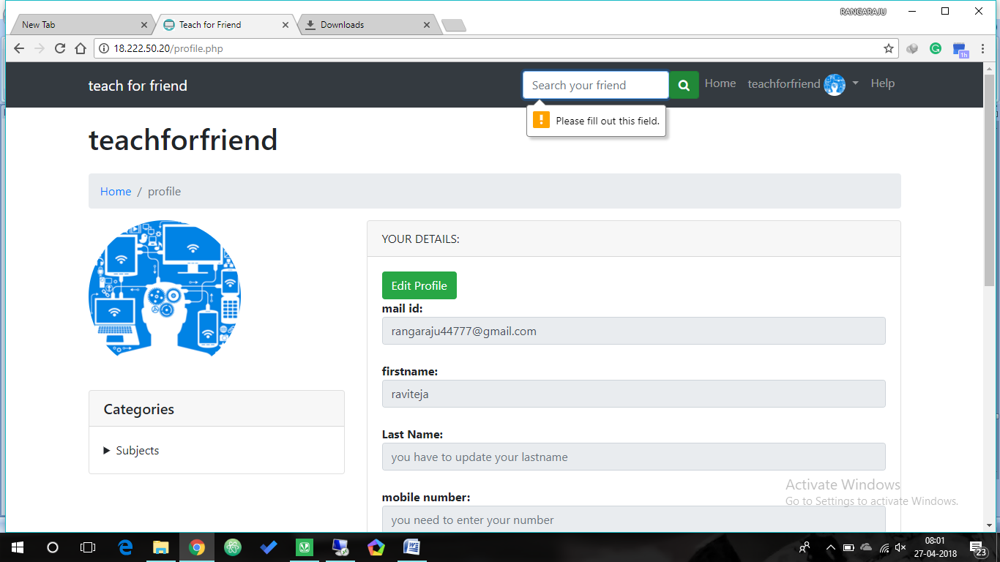 RANGARAJU
New Tab
Teach for Friend
Downloads
18.222.50.20/profile.php
1h
teach for friend
Search your friend
Home
teachforfriend
Help
Please fill out this field.
teachforfriend
Home / profile
YOUR DETAILS:
Edit Profile
mail id:
rangaraju44777@gmail.com
firstname:
raviteja
Last Name:
you have to update your lastname
mobile number:
you need to enter your number
Categories
Subjects
Activate Windows
Go to Settings to activate Windows.
08:01
27-04-2018
23